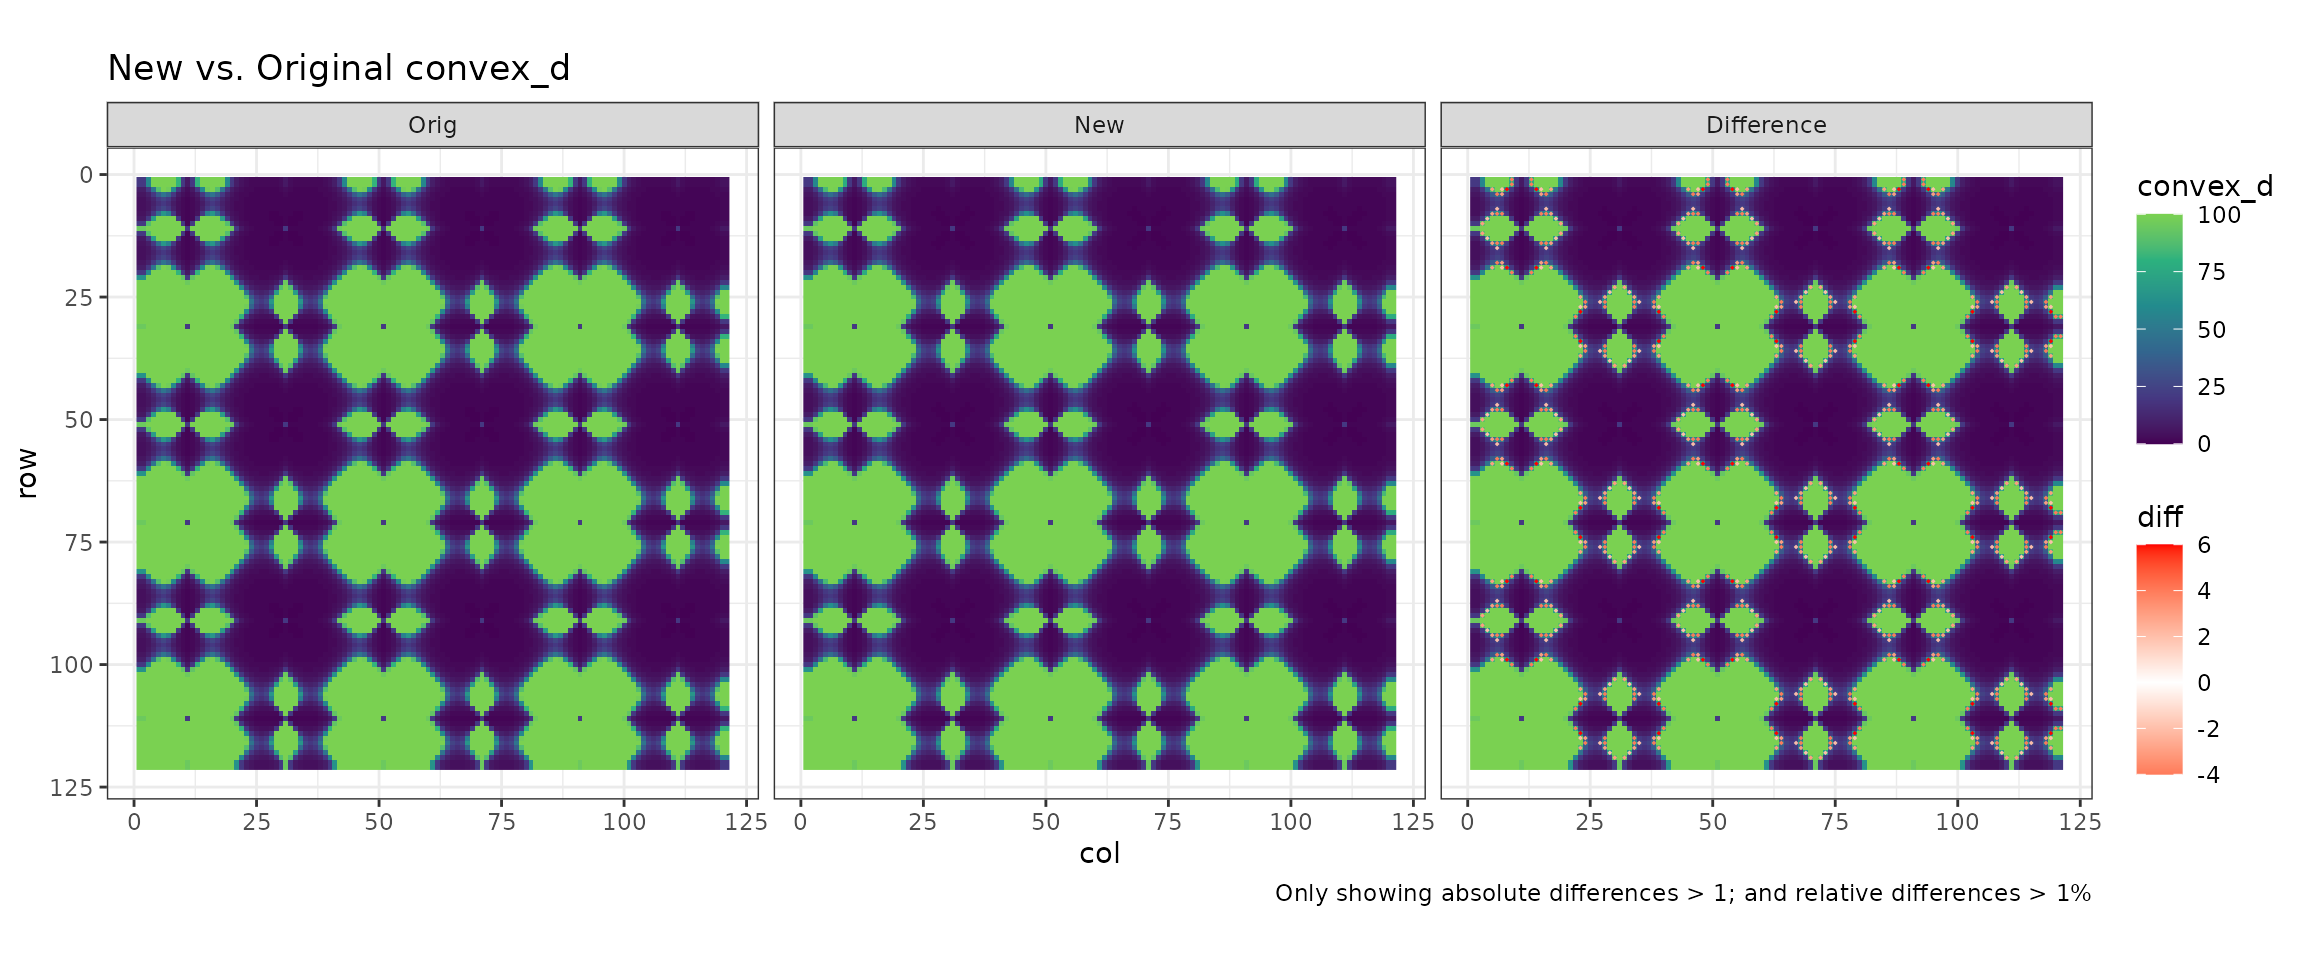 New vs. Original convex_d
Orig
New
Difference
row
0
25
50
75
100
125
0 25 50 75 100 125
0 25 50 75 100 125
0 25 50 75 100 125
col
convex_d
100
75
50
25
0
diff
6
4
2
0
-2
-4
Only showing absolute differences > 1; and relative differences > 1%